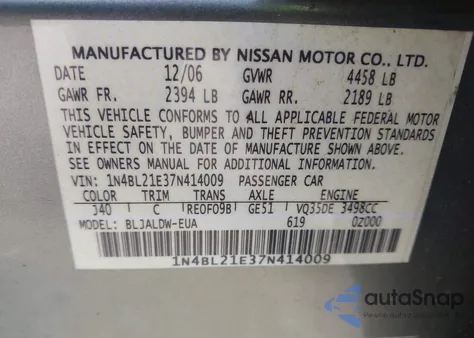 MANUFACTURED BY NISSAN MOTOR CO., LTD.
DATE 12/06 GVWR 4458 LB
GAWR FR. 2394 LB GAWR RR. 2189 LB
THIS VEHICLE CONFORMS TO ALL APPLICABLE FEDERAL MOTOR
VEHICLE SAFETY, BUMPER AND THEFT PREVENTION STANDARDS
IN EFFECT ON THE DATE OF MANUFACTURE SHOWN ABOVE.
SEE OWNERS MANUAL FOR ADDITIONAL INFORMATION.
VIN: 1N4BL21E37N414009 PASSENGER CAR
COLOR TRIM TRANS AXLE ENGINE
J40 C RE0F09B GE51 VQ35DE 3498CC
MODEL: BLJALDW-EUA 619 0Z000
1N4BL21E37N414009
autoSnap